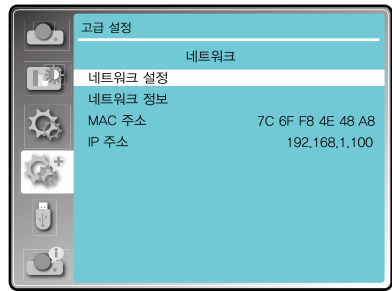 고급 설정
네트워크
네트워크 설정
네트워크 정보
MAC 주소 7C 6F F8 4E 48 A8
IP 주소 192.168.1.100